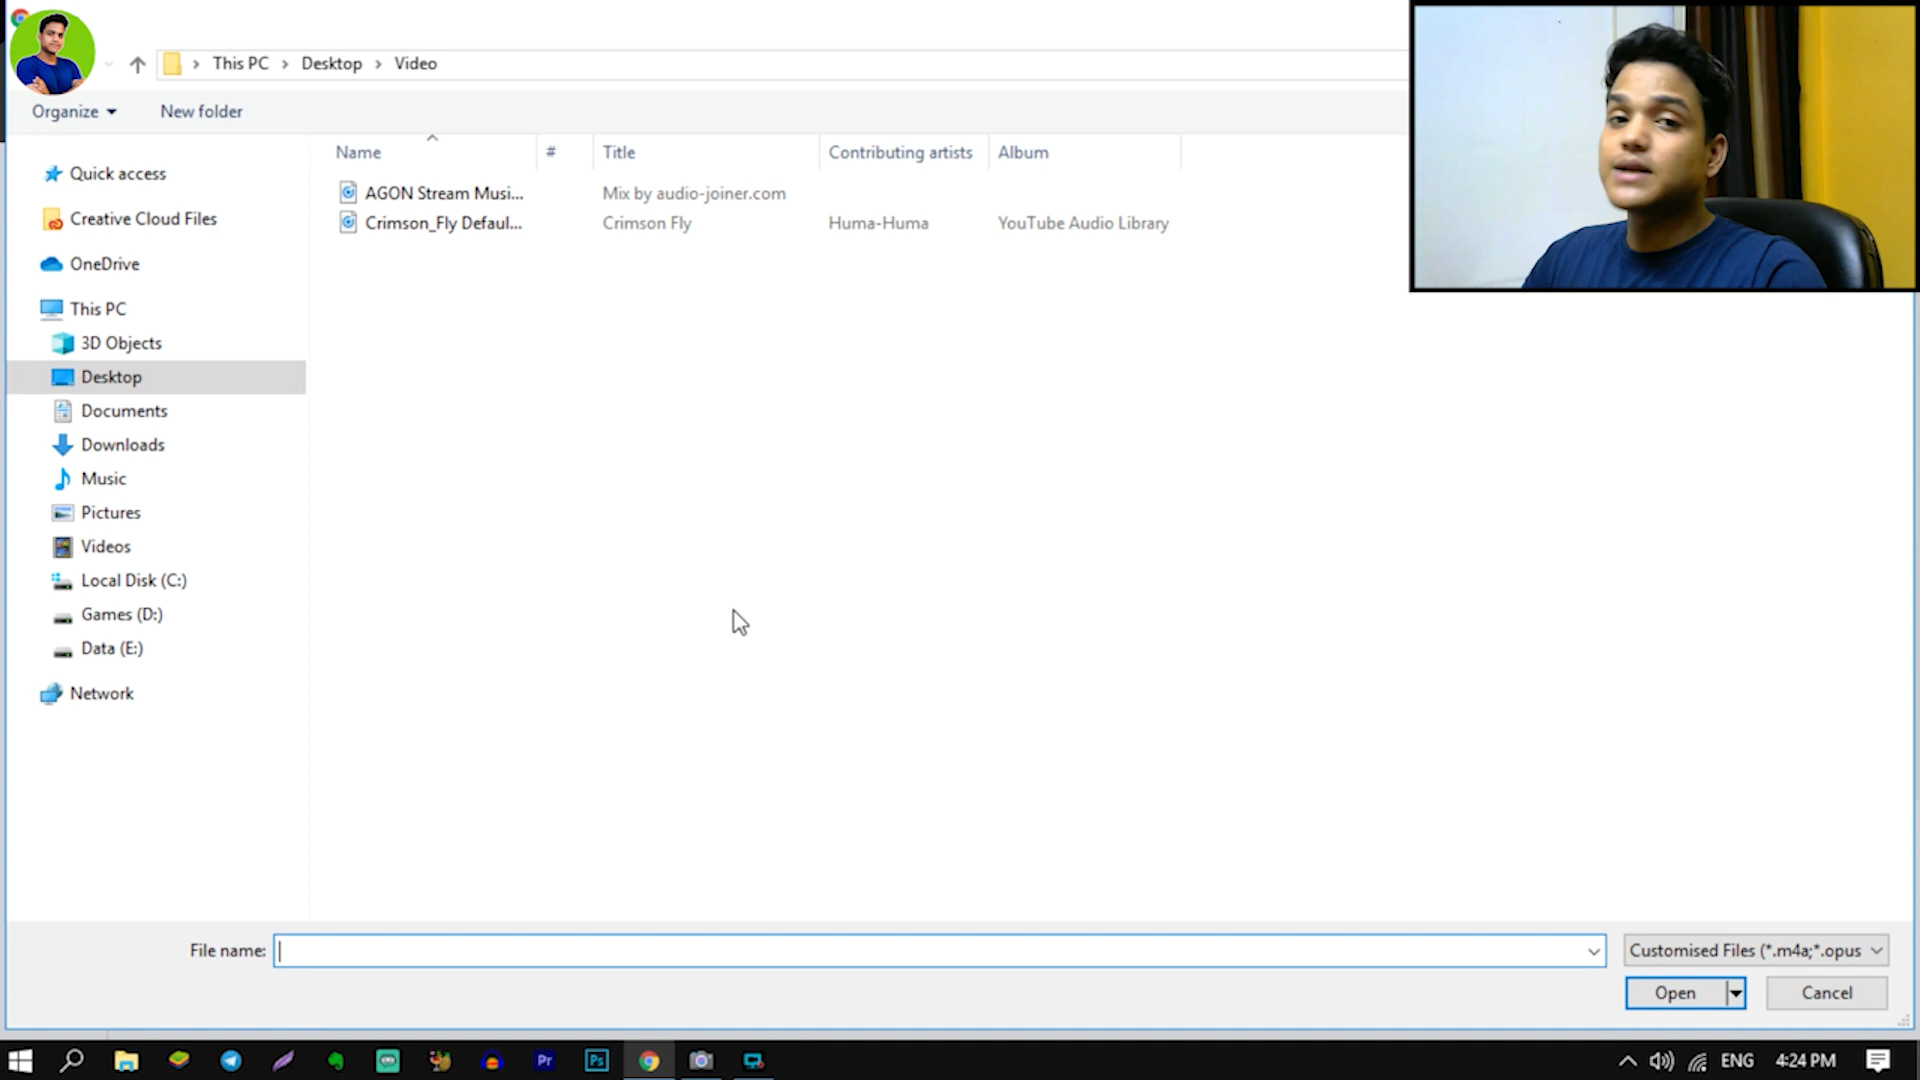 This PC > Desktop > Video
Organize New folder
Name # Title Contributing artists Album
AGON Stream Musi... Mix by audio-joiner.com
Crimson_Fly Defaul... Crimson Fly Huma-Huma YouTube Audio Library
Quick access
Creative Cloud Files
OneDrive
This PC
3D Objects
Desktop
Documents
Downloads
Music
Pictures
Videos
Local Disk (C:)
Games (D:)
Data (E:)
Network
File name: Customised Files (*.m4a;*.opus
Open Cancel
Pr Ps ENG 4:24 PM